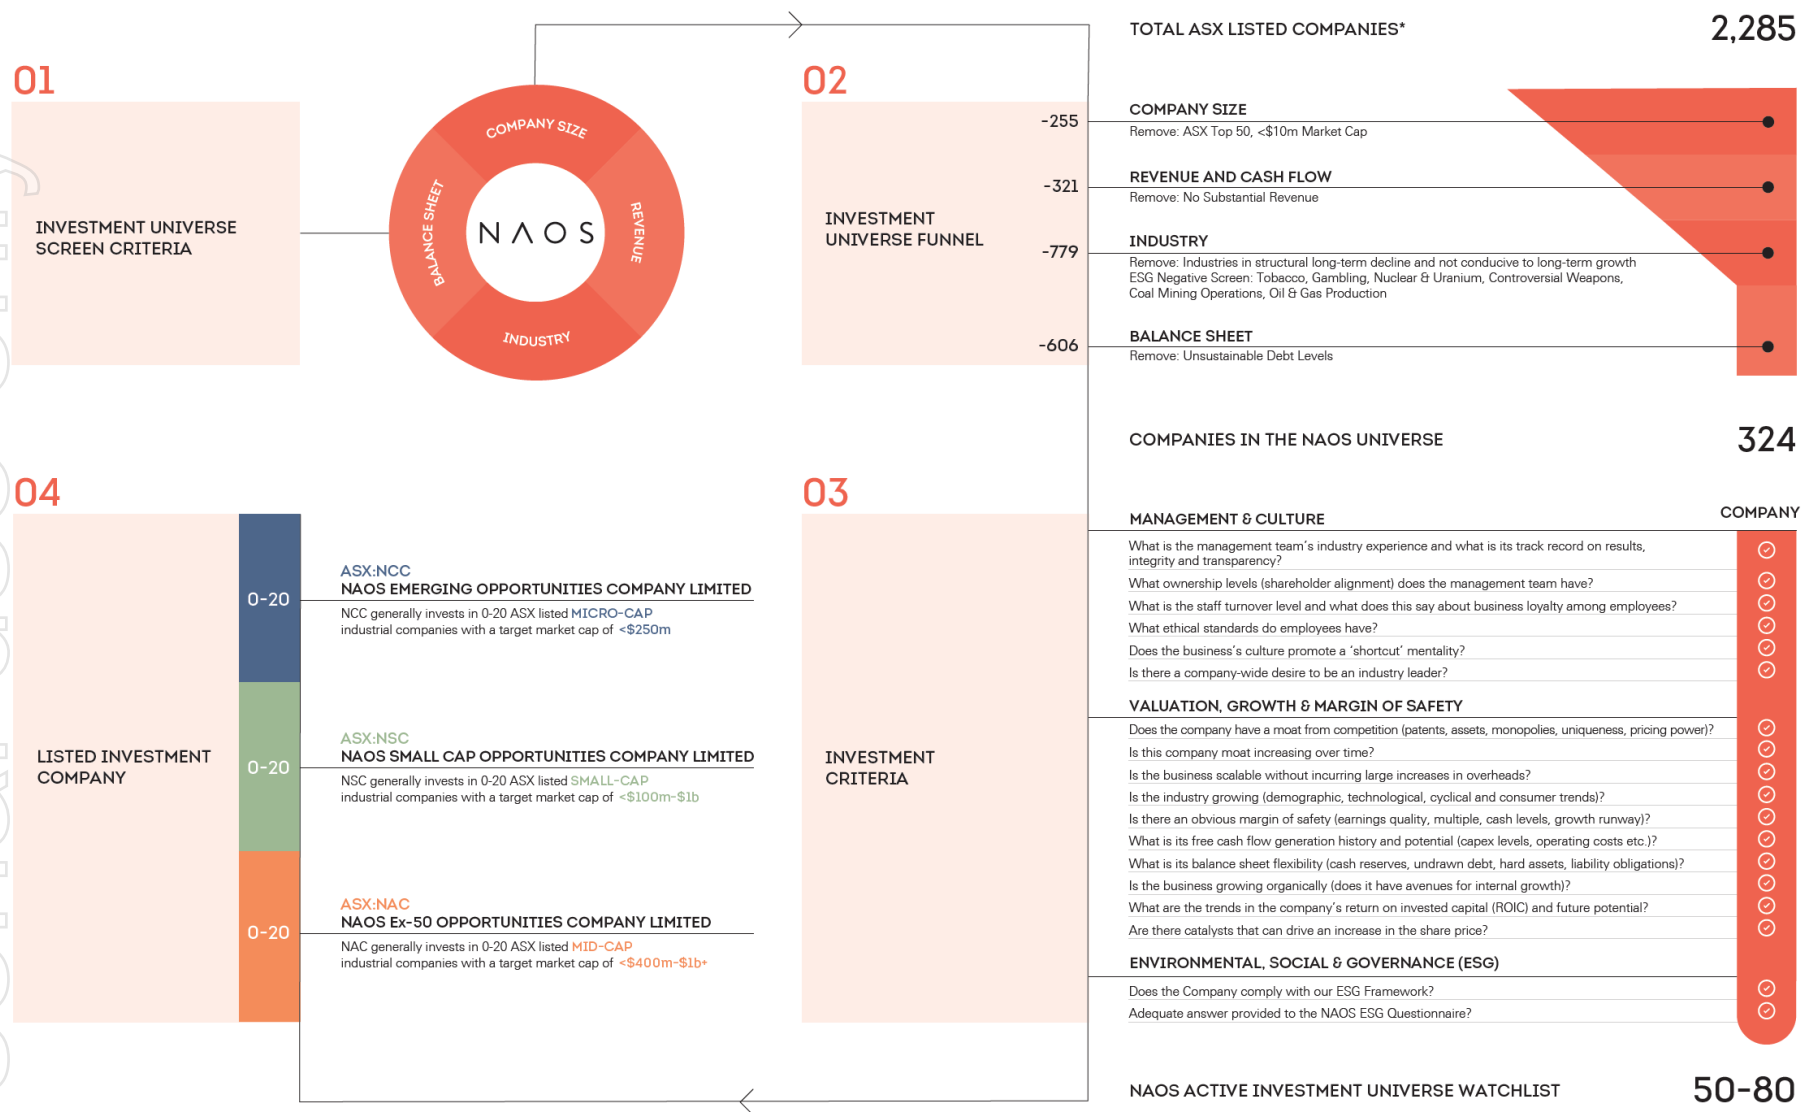 01
INVESTMENT UNIVERSE
SCREEN CRITERIA
COMPANY SIZE
BALANCE SHEET
REVENUE
INDUSTRY
NAOS
02
INVESTMENT
UNIVERSE FUNNEL
TOTAL ASX LISTED COMPANIES*
2,285
-255
COMPANY SIZE
Remove: ASX Top 50, <$10m Market Cap
-321
REVENUE AND CASH FLOW
Remove: No Substantial Revenue
-779
INDUSTRY
Remove: Industries in structural long-term decline and not conducive to long-term growth
ESG Negative Screen: Tobacco, Gambling, Nuclear & Uranium, Controversial Weapons,
Coal Mining Operations, Oil & Gas Production
-606
BALANCE SHEET
Remove: Unsustainable Debt Levels
COMPANIES IN THE NAOS UNIVERSE
324
03
INVESTMENT
CRITERIA
COMPANY
MANAGEMENT & CULTURE
What is the management team's industry experience and what is its track record on results,
integrity and transparency?
What ownership levels (shareholder alignment) does the management team have?
What is the staff turnover level and what does this say about business loyalty among employees?
What ethical standards do employees have?
Does the business's culture promote a 'shortcut' mentality?
Is there a company-wide desire to be an industry leader?
VALUATION, GROWTH & MARGIN OF SAFETY
Does the company have a moat from competition (patents, assets, monopolies, uniqueness, pricing power)?
Is this company moat increasing over time?
Is the business scalable without incurring large increases in overheads?
Is the industry growing (demographic, technological, cyclical and consumer trends)?
Is there an obvious margin of safety (earnings quality, multiple, cash levels, growth runway)?
What is its free cash flow generation history and potential (capex levels, operating costs etc.)?
What is its balance sheet flexibility (cash reserves, undrawn debt, hard assets, liability obligations)?
Is the business growing organically (does it have avenues for internal growth)?
What are the trends in the company's return on invested capital (ROIC) and future potential?
Are there catalysts that can drive an increase in the share price?
ENVIRONMENTAL, SOCIAL & GOVERNANCE (ESG)
Does the Company comply with our ESG Framework?
Adequate answer provided to the NAOS ESG Questionnaire?
NAOS ACTIVE INVESTMENT UNIVERSE WATCHLIST
50-80
04
LISTED INVESTMENT
COMPANY
0-20
ASX:NCC
NAOS EMERGING OPPORTUNITIES COMPANY LIMITED
NCC generally invests in 0-20 ASX listed MICRO-CAP
industrial companies with a target market cap of <$250m
0-20
ASX:NSC
NAOS SMALL CAP OPPORTUNITIES COMPANY LIMITED
NSC generally invests in 0-20 ASX listed SMALL-CAP
industrial companies with a target market cap of <$100m-$1b
0-20
ASX:NAC
NAOS Ex-50 OPPORTUNITIES COMPANY LIMITED
NAC generally invests in 0-20 ASX listed MID-CAP
industrial companies with a target market cap of <$400m-$1b+